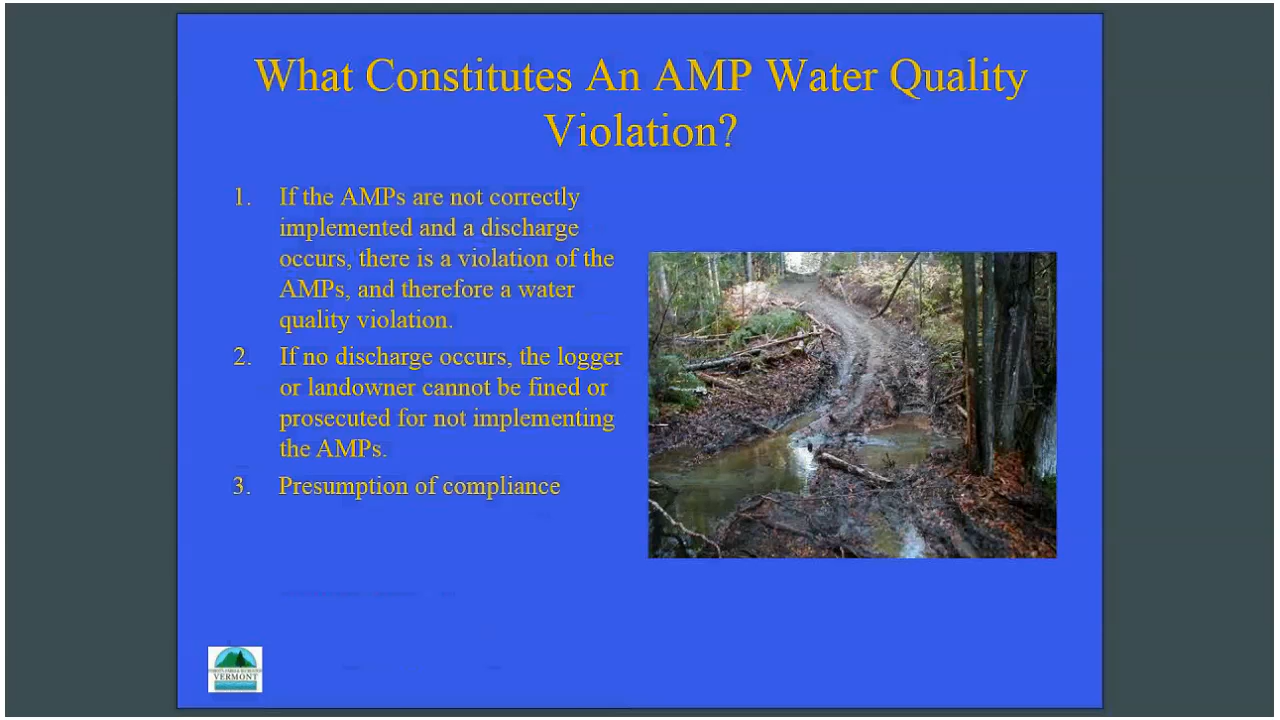 What Constitutes An AMP Water Quality
Violation?
1. If the AMPs are not correctly
implemented and a discharge
occurs, there is a violation of the
AMPs, and therefore a water
quality violation.
2. If no discharge occurs, the logger
or landowner cannot be fined or
prosecuted for not implementing
the AMPs.
3. Presumption of compliance
VERMONT